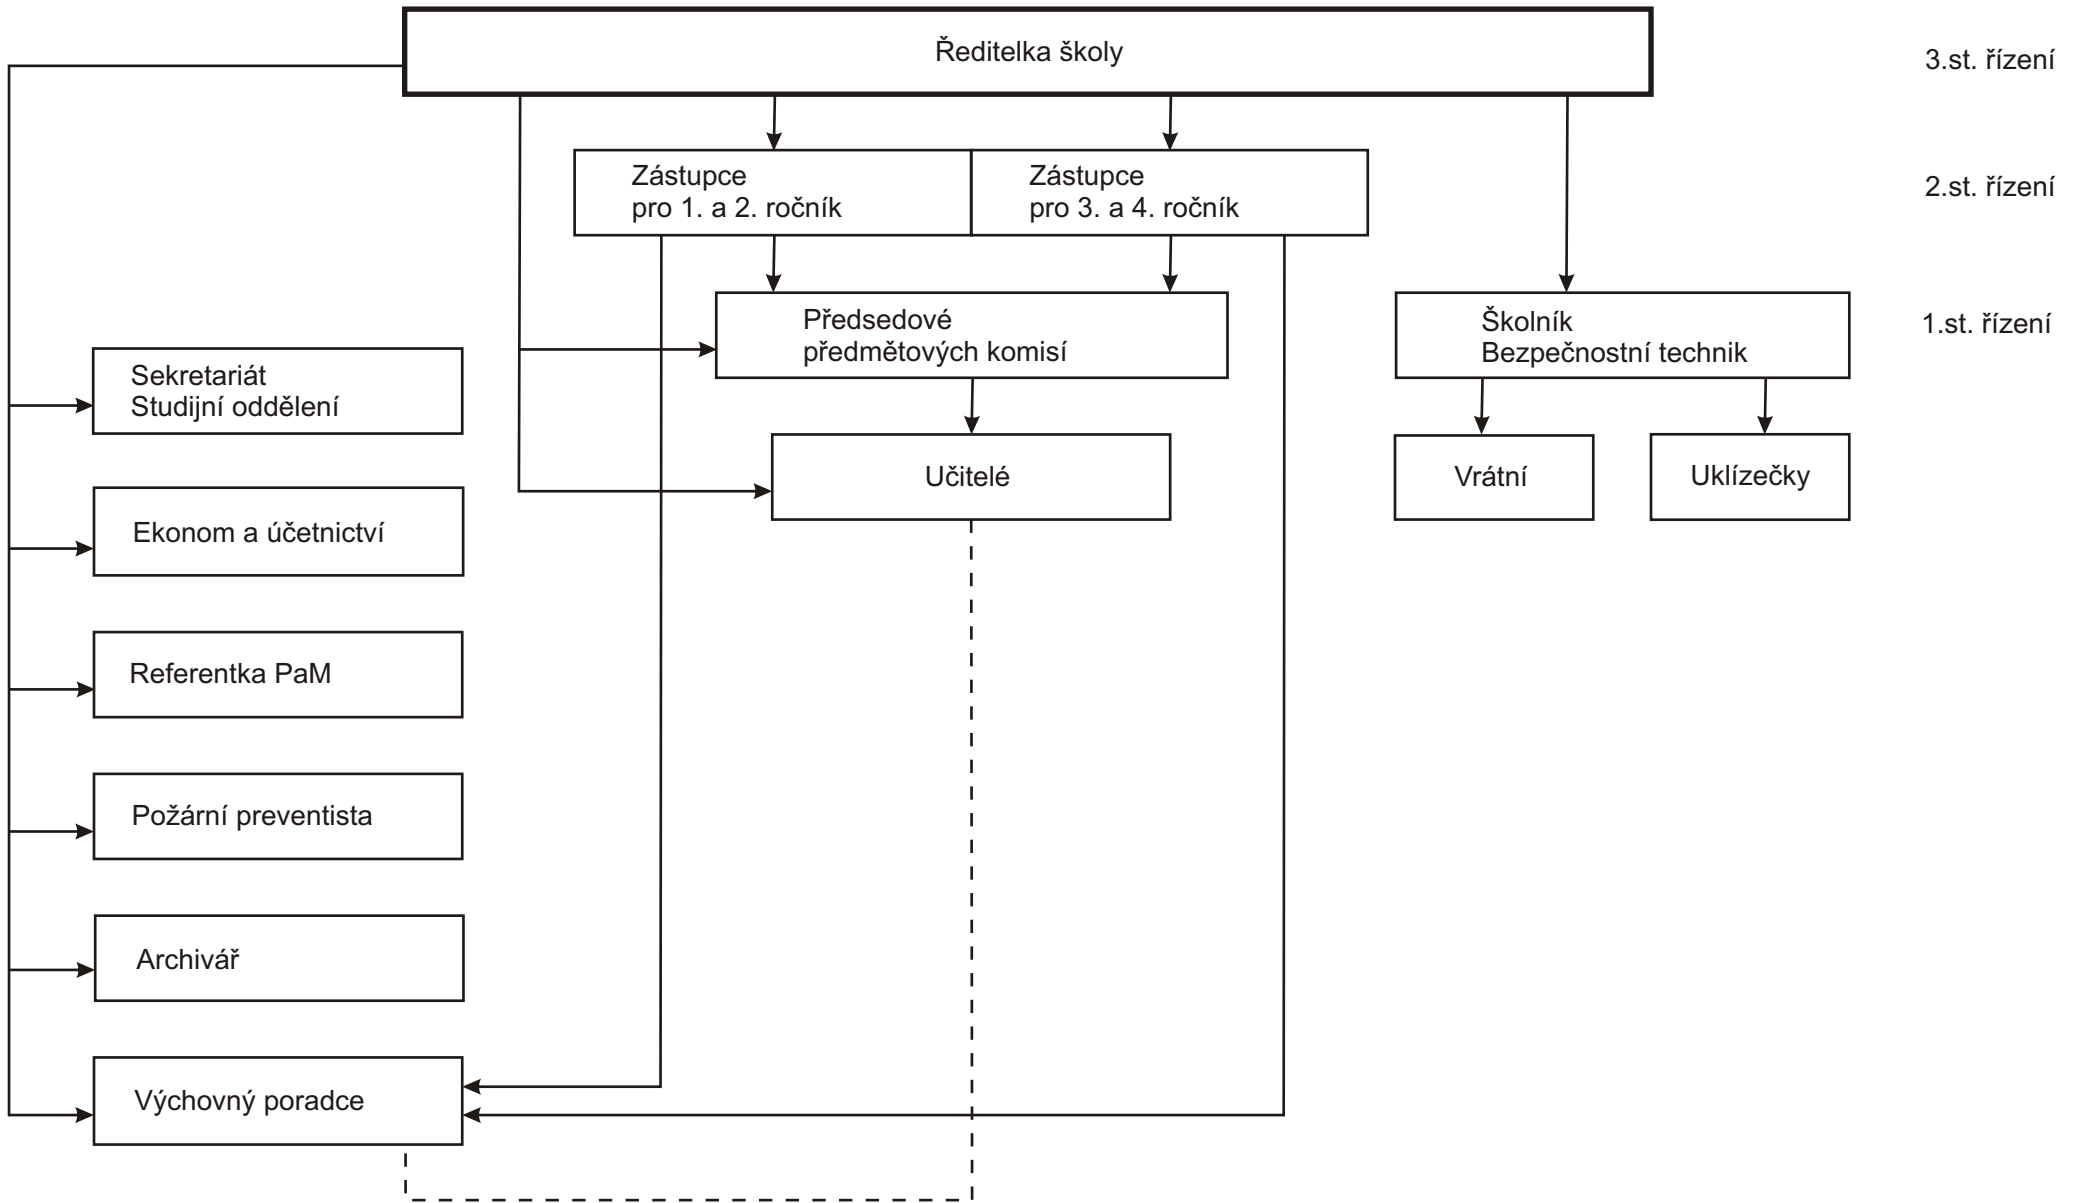 Ředitelka školy
3.st. řízení
Zástupce
pro 1. a 2. ročník
Zástupce
pro 3. a 4. ročník
2.st. řízení
Předsedové
předmětových komisí
Školník
Bezpečnostní technik
1.st. řízení
Sekretariát
Studijní oddělení
Učitelé
Vrátní
Uklízečky
Ekonom a účetnictví
Referentka PaM
Požární preventista
Archivář
Výchovný poradce